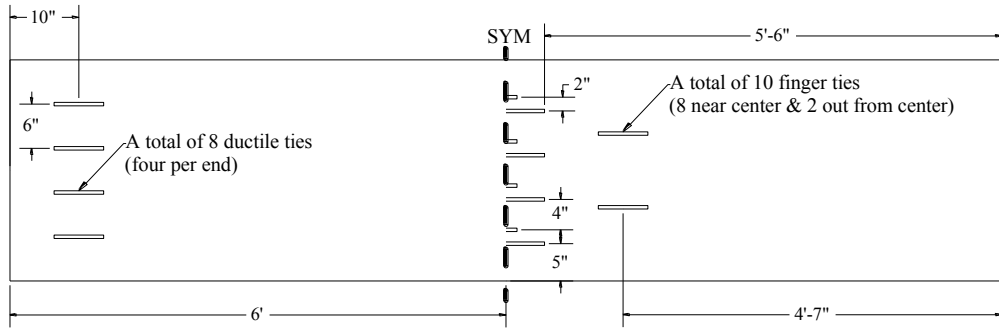 10"
SYM
5'-6"
2"
A total of 10 finger ties
(8 near center & 2 out from center)
6"
A total of 8 ductile ties
(four per end)
4"
5"
6'
4'-7"